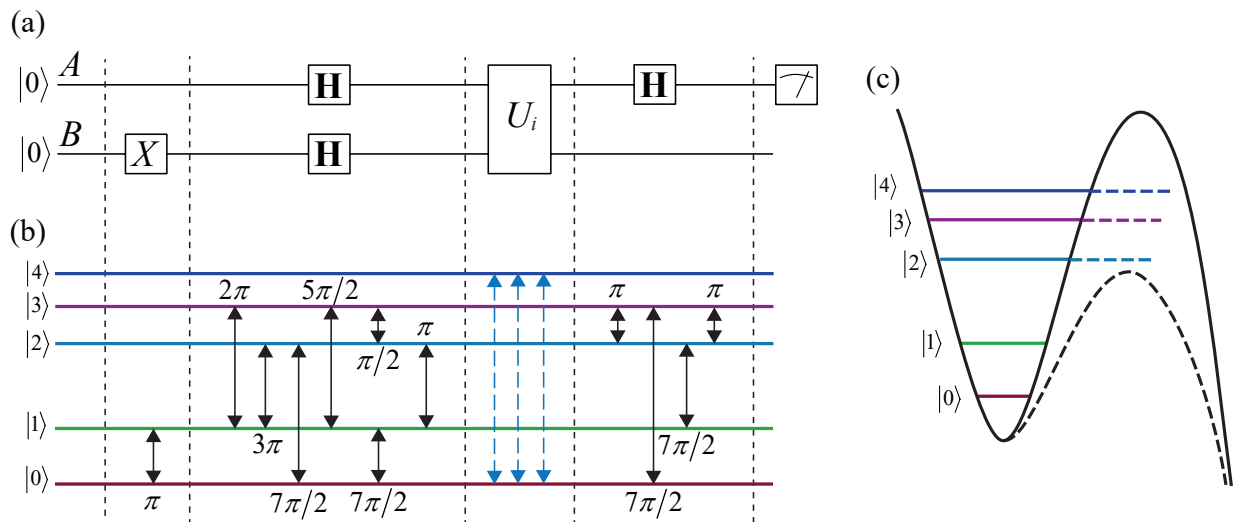 (a)
|0⟩ A H U_i H
|0⟩ B X H
(b)
|4⟩
|3⟩ 2π 5π/2 π π
|2⟩ π/2 π
|1⟩ 3π 7π/2
|0⟩ π 7π/2 7π/2 7π/2
(c)
|4⟩
|3⟩
|2⟩
|1⟩
|0⟩